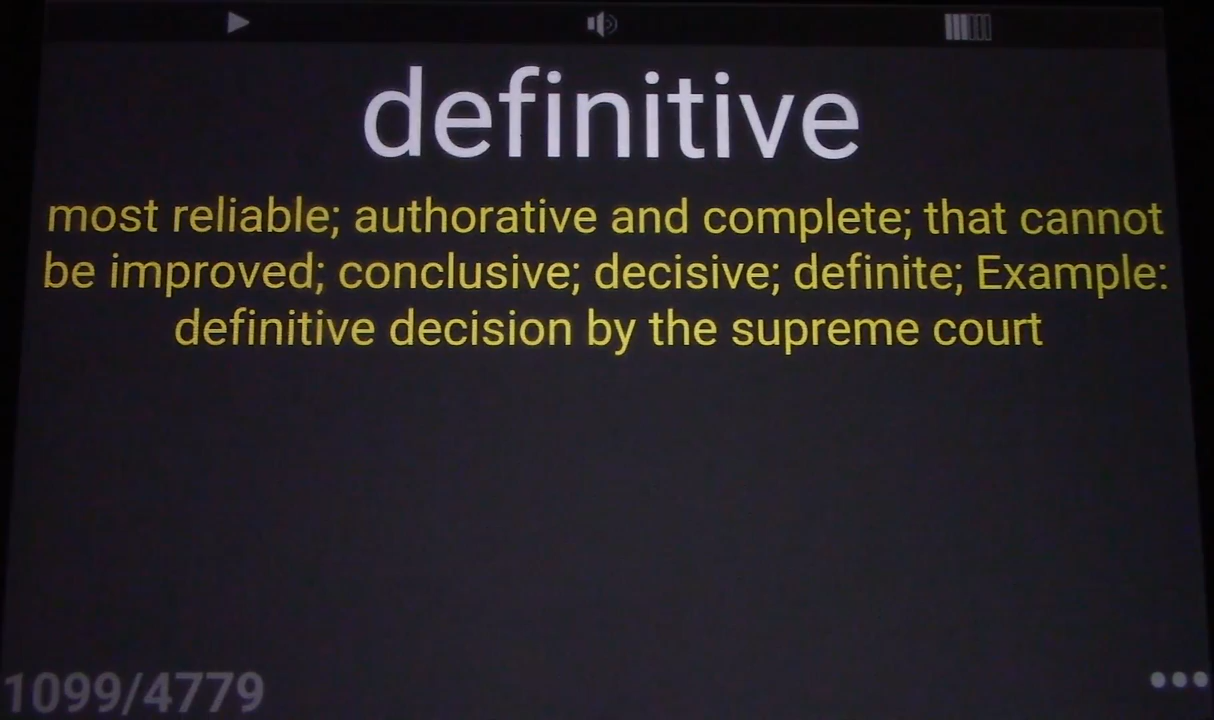 definitive
most reliable; authorative and complete; that cannot
be improved; conclusive; decisive; definite; Example:
definitive decision by the supreme court
1099/4779